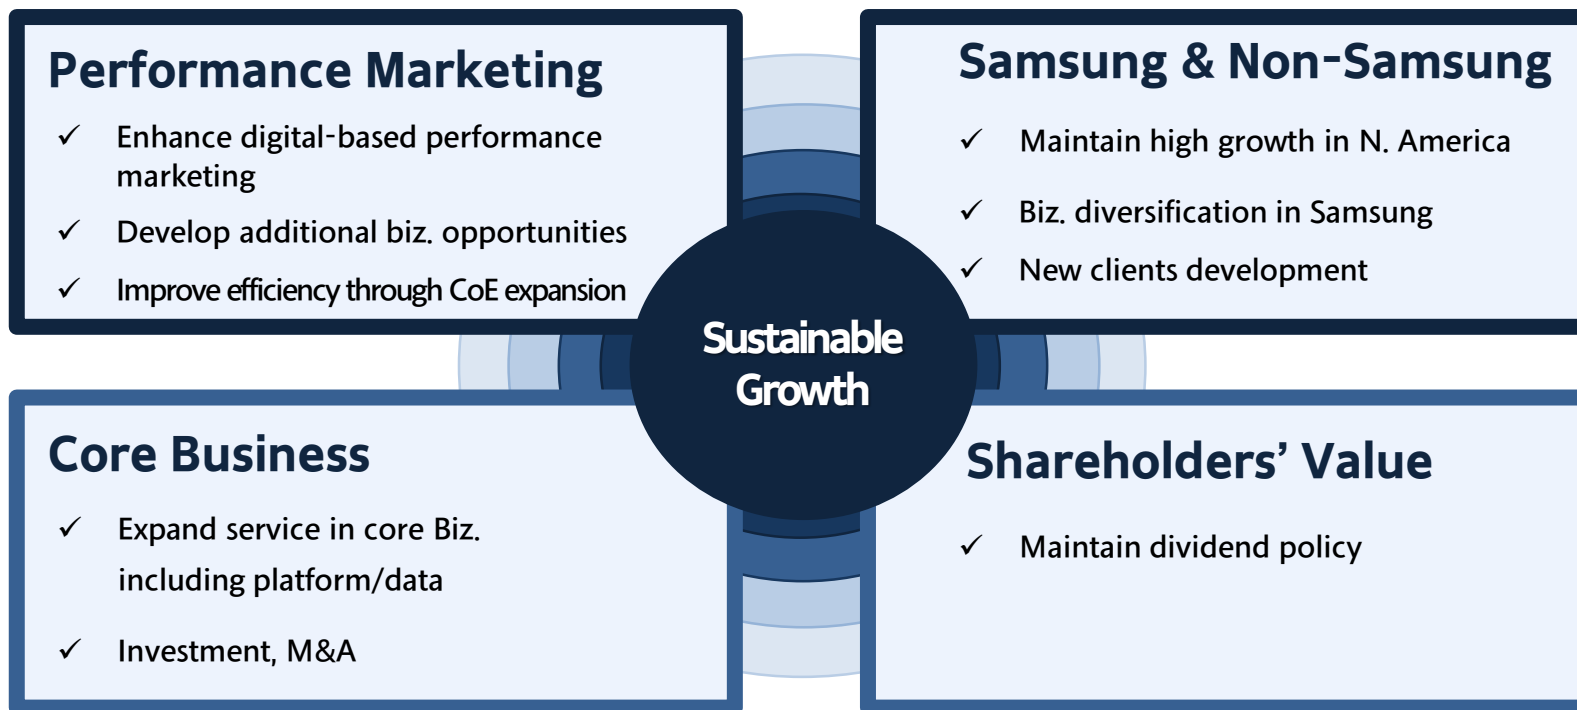 Performance Marketing
✓ Enhance digital-based performance
marketing
✓ Develop additional biz. opportunities
✓ Improve efficiency through CoE expansion
Samsung & Non-Samsung
✓ Maintain high growth in N. America
✓ Biz. diversification in Samsung
✓ New clients development
Sustainable
Growth
Core Business
✓ Expand service in core Biz.
including platform/data
✓ Investment, M&A
Shareholders’ Value
✓ Maintain dividend policy